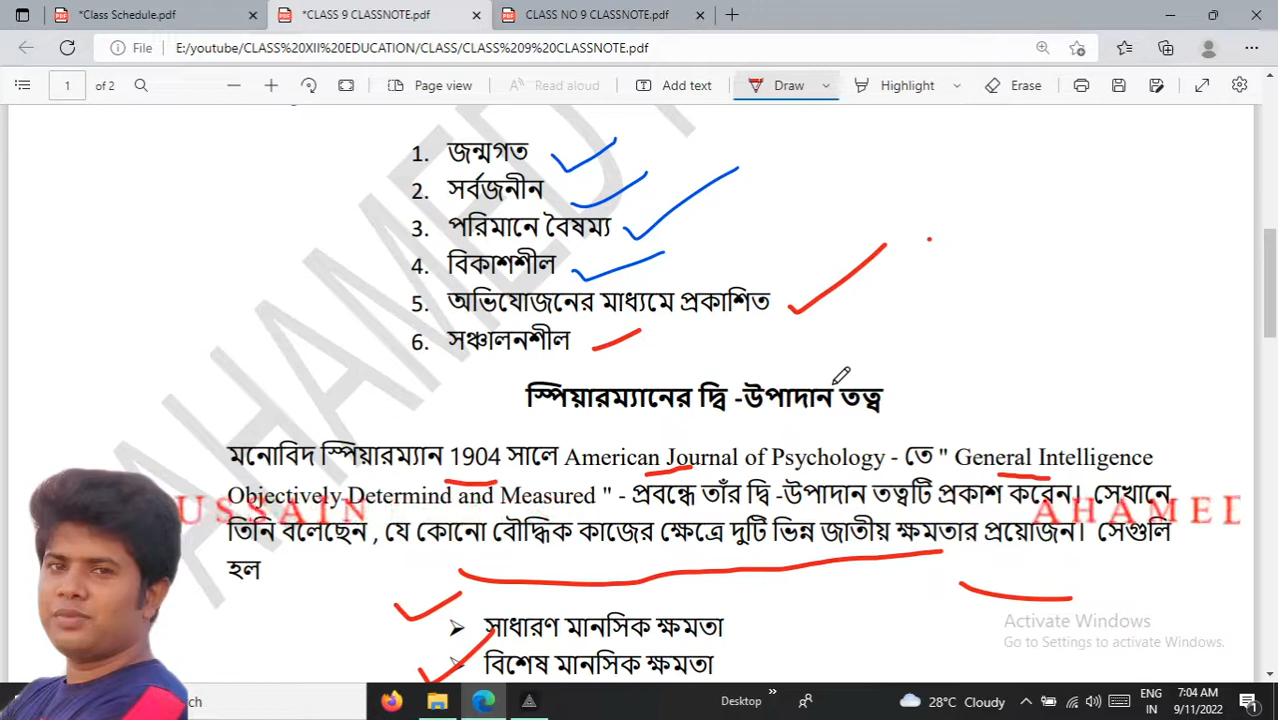 *Class Schedule.pdf
*CLASS 9 CLASSNOTE.pdf
CLASS NO 9 CLASSNOTE.pdf
File
E:/youtube/CLASS%20XII%20EDUCATION/CLASS/CLASS%209%20CLASSNOTE.pdf
1 of 2
Page view
Read aloud
Add text
Draw
Highlight
Erase
AHAMED
1. জন্মগত
2. সর্বজনীন
3. পরিমানে বৈষম্য
4. বিকাশশীল
5. অভিযোজনের মাধ্যমে প্রকাশিত
6. সঞ্চালনশীল
স্পিয়ারম্যানের দ্বি -উপাদান তত্ব
মনোবিদ স্পিয়ারম্যান 1904 সালে American Journal of Psychology - তে " General Intelligence
Objectively Determind and Measured " - প্রবন্ধে তাঁর দ্বি -উপাদান তত্বটি প্রকাশ করেন। সেখানে
USSAIN AHAMED
তিনি বলেছেন , যে কোনো বৌদ্ধিক কাজের ক্ষেত্রে দুটি ভিন্ন জাতীয় ক্ষমতার প্রয়োজন। সেগুলি
হল
➢ সাধারণ মানসিক ক্ষমতা
➢ বিশেষ মানসিক ক্ষমতা
Activate Windows
Go to Settings to activate Windows.
rch
Desktop
28°C Cloudy
ENG
IN
7:04 AM
9/11/2022
1